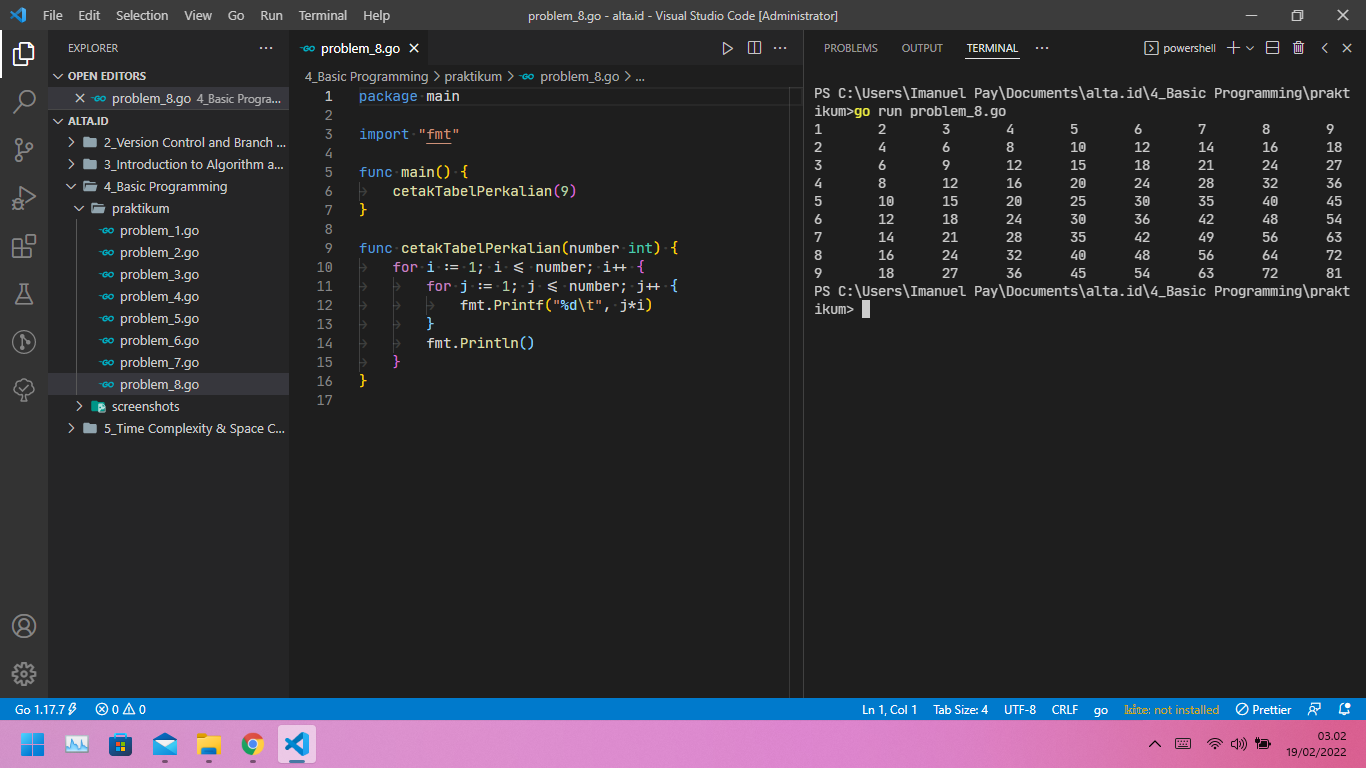 File Edit Selection View Go Run Terminal Help problem_8.go - alta.id - Visual Studio Code [Administrator]
EXPLORER
OPEN EDITORS
problem_8.go 4_Basic Progra...
ALTA.ID
2_Version Control and Branch ...
3_Introduction to Algorithm a...
4_Basic Programming
praktikum
problem_1.go
problem_2.go
problem_3.go
problem_4.go
problem_5.go
problem_6.go
problem_7.go
problem_8.go
screenshots
5_Time Complexity & Space C...
problem_8.go
4_Basic Programming > praktikum > problem_8.go > ...
1 package main
2
3 import "fmt"
4
5 func main() {
6 cetakTabelPerkalian(9)
7 }
8
9 func cetakTabelPerkalian(number int) {
10 for i := 1; i <= number; i++ {
11 for j := 1; j <= number; j++ {
12 fmt.Printf("%d\t", j*i)
13 }
14 fmt.Println()
15 }
16 }
17
PROBLEMS OUTPUT TERMINAL ... powershell
PS C:\Users\Imanuel Pay\Documents\alta.id\4_Basic Programming\prakt
ikum>go run problem_8.go
1 2 3 4 5 6 7 8 9
2 4 6 8 10 12 14 16 18
3 6 9 12 15 18 21 24 27
4 8 12 16 20 24 28 32 36
5 10 15 20 25 30 35 40 45
6 12 18 24 30 36 42 48 54
7 14 21 28 35 42 49 56 63
8 16 24 32 40 48 56 64 72
9 18 27 36 45 54 63 72 81
PS C:\Users\Imanuel Pay\Documents\alta.id\4_Basic Programming\prakt
ikum>
Go 1.17.7 0 0 Ln 1, Col 1 Tab Size: 4 UTF-8 CRLF go kite: not installed Prettier
03.02
19/02/2022